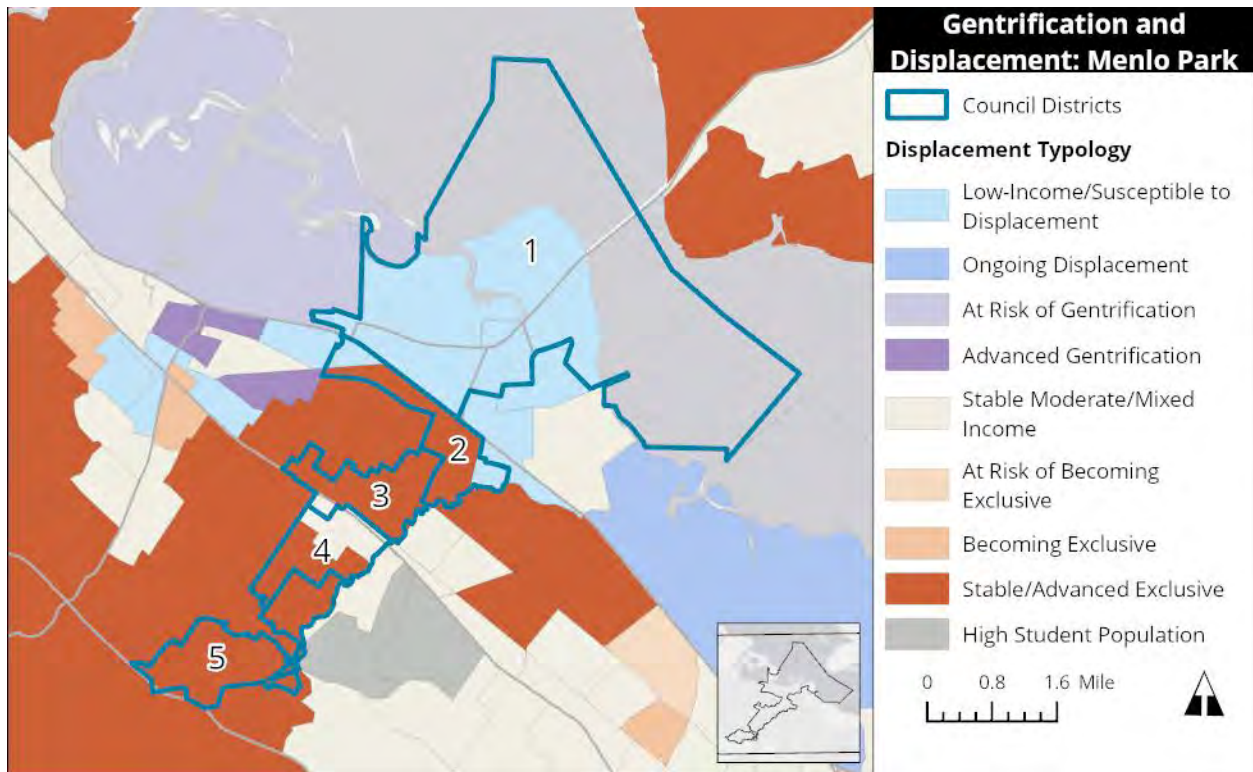 Gentrification and
Displacement: Menlo Park
Council Districts
Displacement Typology
Low-Income/Susceptible to
Displacement
Ongoing Displacement
At Risk of Gentrification
Advanced Gentrification
Stable Moderate/Mixed
Income
At Risk of Becoming
Exclusive
Becoming Exclusive
Stable/Advanced Exclusive
High Student Population
0 0.8 1.6 Mile
1
2
3
4
5